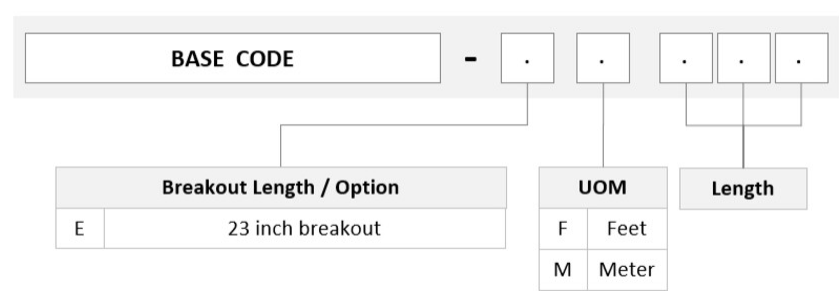 BASE CODE - . . . . .
Breakout Length / Option
E 23 inch breakout
UOM
F Feet
M Meter
Length